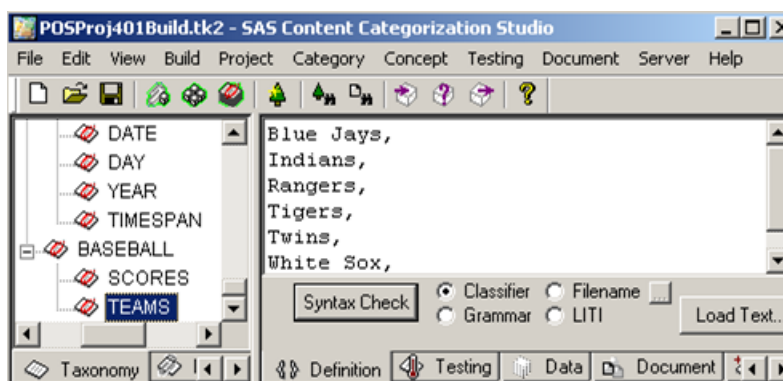 POSProj401Build.tk2 - SAS Content Categorization Studio
File Edit View Build Project Category Concept Testing Document Server Help
DATE
DAY
YEAR
TIMESPAN
BASEBALL
SCORES
TEAMS
Taxonomy
Blue Jays,
Indians,
Rangers,
Tigers,
Twins,
White Sox,
Syntax Check
Classifier Filename ...
Grammar LITI
Load Text...
Definition Testing Data Document